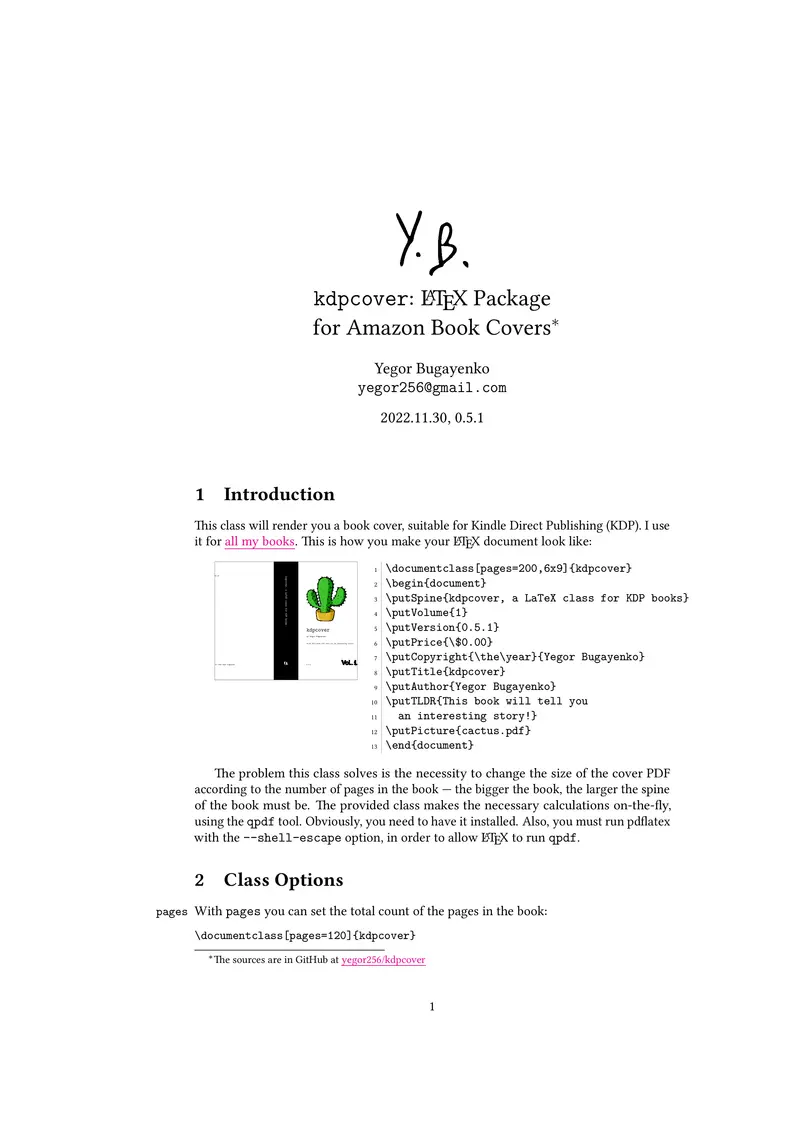 Y.B.
kdpcover: LATEX Package
for Amazon Book Covers*
Yegor Bugayenko
yegor256@gmail.com
2022.11.30, 0.5.1
1 Introduction
This class will render you a book cover, suitable for Kindle Direct Publishing (KDP). I use
it for all my books. This is how you make your LATEX document look like:
kdpcover
VOL. I.
1 \documentclass[pages=200,6x9]{kdpcover}
2 \begin{document}
3 \putSpine{kdpcover, a LaTeX class for KDP books}
4 \putVolume{1}
5 \putVersion{0.5.1}
6 \putPrice{\$0.00}
7 \putCopyright{\the\year}{Yegor Bugayenko}
8 \putTitle{kdpcover}
9 \putAuthor{Yegor Bugayenko}
10 \putTLDR{This book will tell you
11 an interesting story!}
12 \putPicture{cactus.pdf}
13 \end{document}
The problem this class solves is the necessity to change the size of the cover PDF
according to the number of pages in the book — the bigger the book, the larger the spine
of the book must be. The provided class makes the necessary calculations on-the-fly,
using the qpdf tool. Obviously, you need to have it installed. Also, you must run pdflatex
with the --shell-escape option, in order to allow LATEX to run qpdf.
2 Class Options
pages With pages you can set the total count of the pages in the book:
\documentclass[pages=120]{kdpcover}
*The sources are in GitHub at yegor256/kdpcover
1